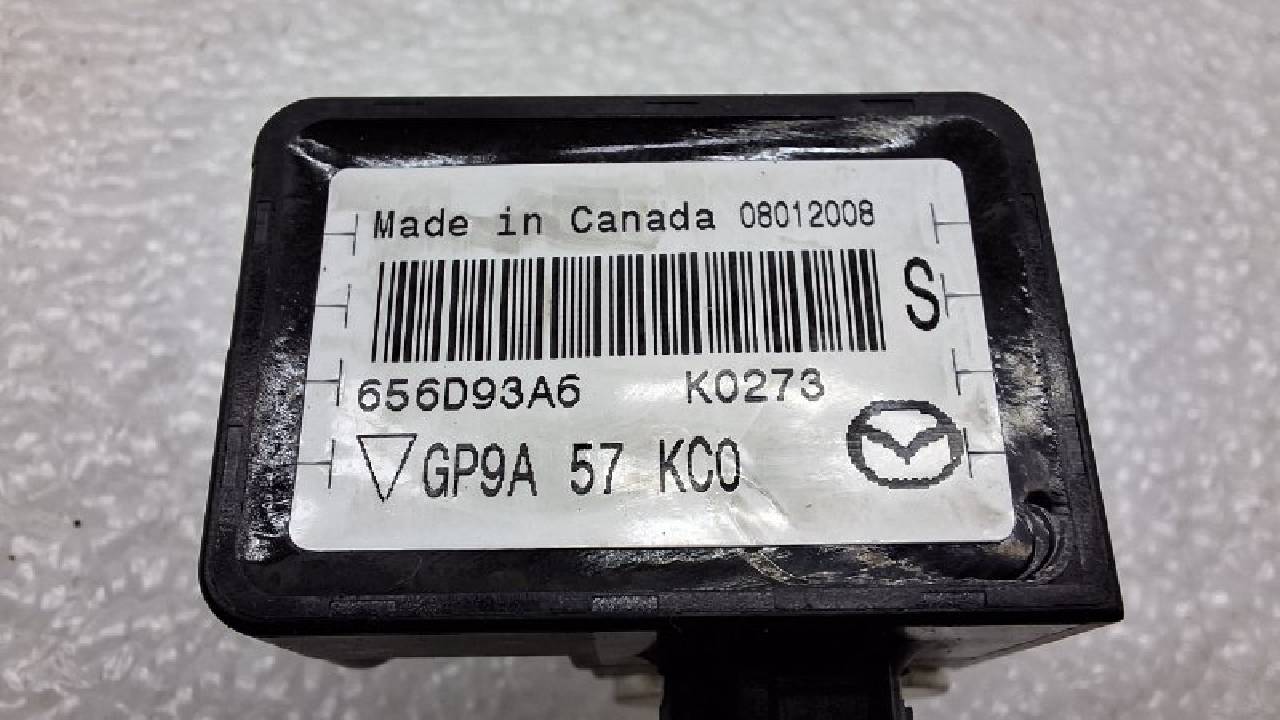 Made in Canada 08012008
S
656D93A6 K0273
GP9A 57 KC0